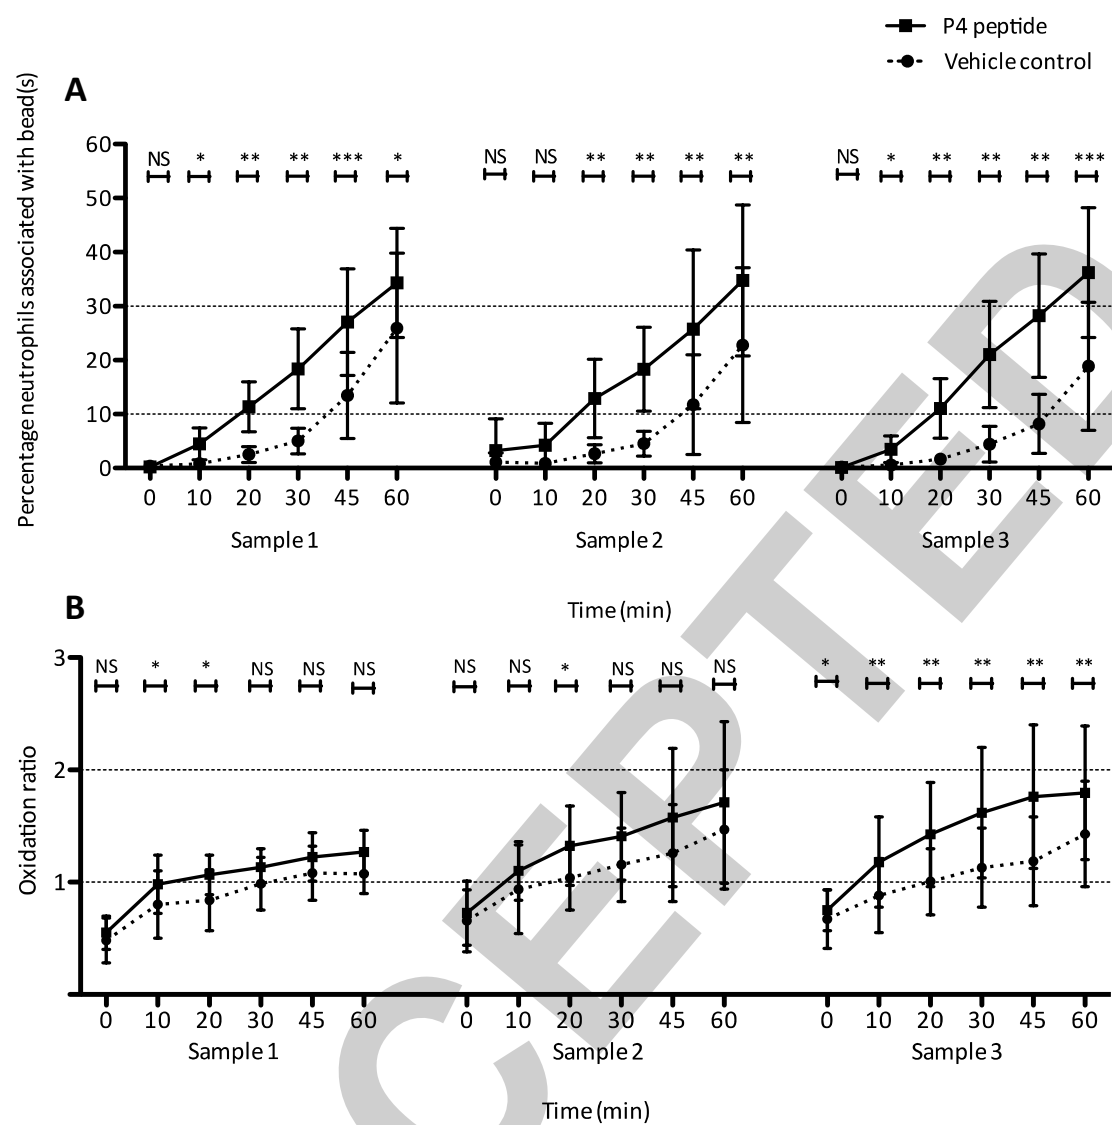 P4 peptide
Vehicle control
A
Percentage neutrophils associated with bead(s)
60
50
40
30
20
10
0
NS * ** ** *** *
NS NS ** ** ** **
NS * ** ** ** ***
0 10 20 30 45 60
0 10 20 30 45 60
0 10 20 30 45 60
Sample 1
Sample 2
Sample 3
Time (min)
B
Oxidation ratio
3
2
1
NS * * NS NS NS
NS NS * NS NS NS
* ** ** ** ** **
0 10 20 30 45 60
0 10 20 30 45 60
0 10 20 30 45 60
Sample 1
Sample 2
Sample 3
Time (min)
CEPTED